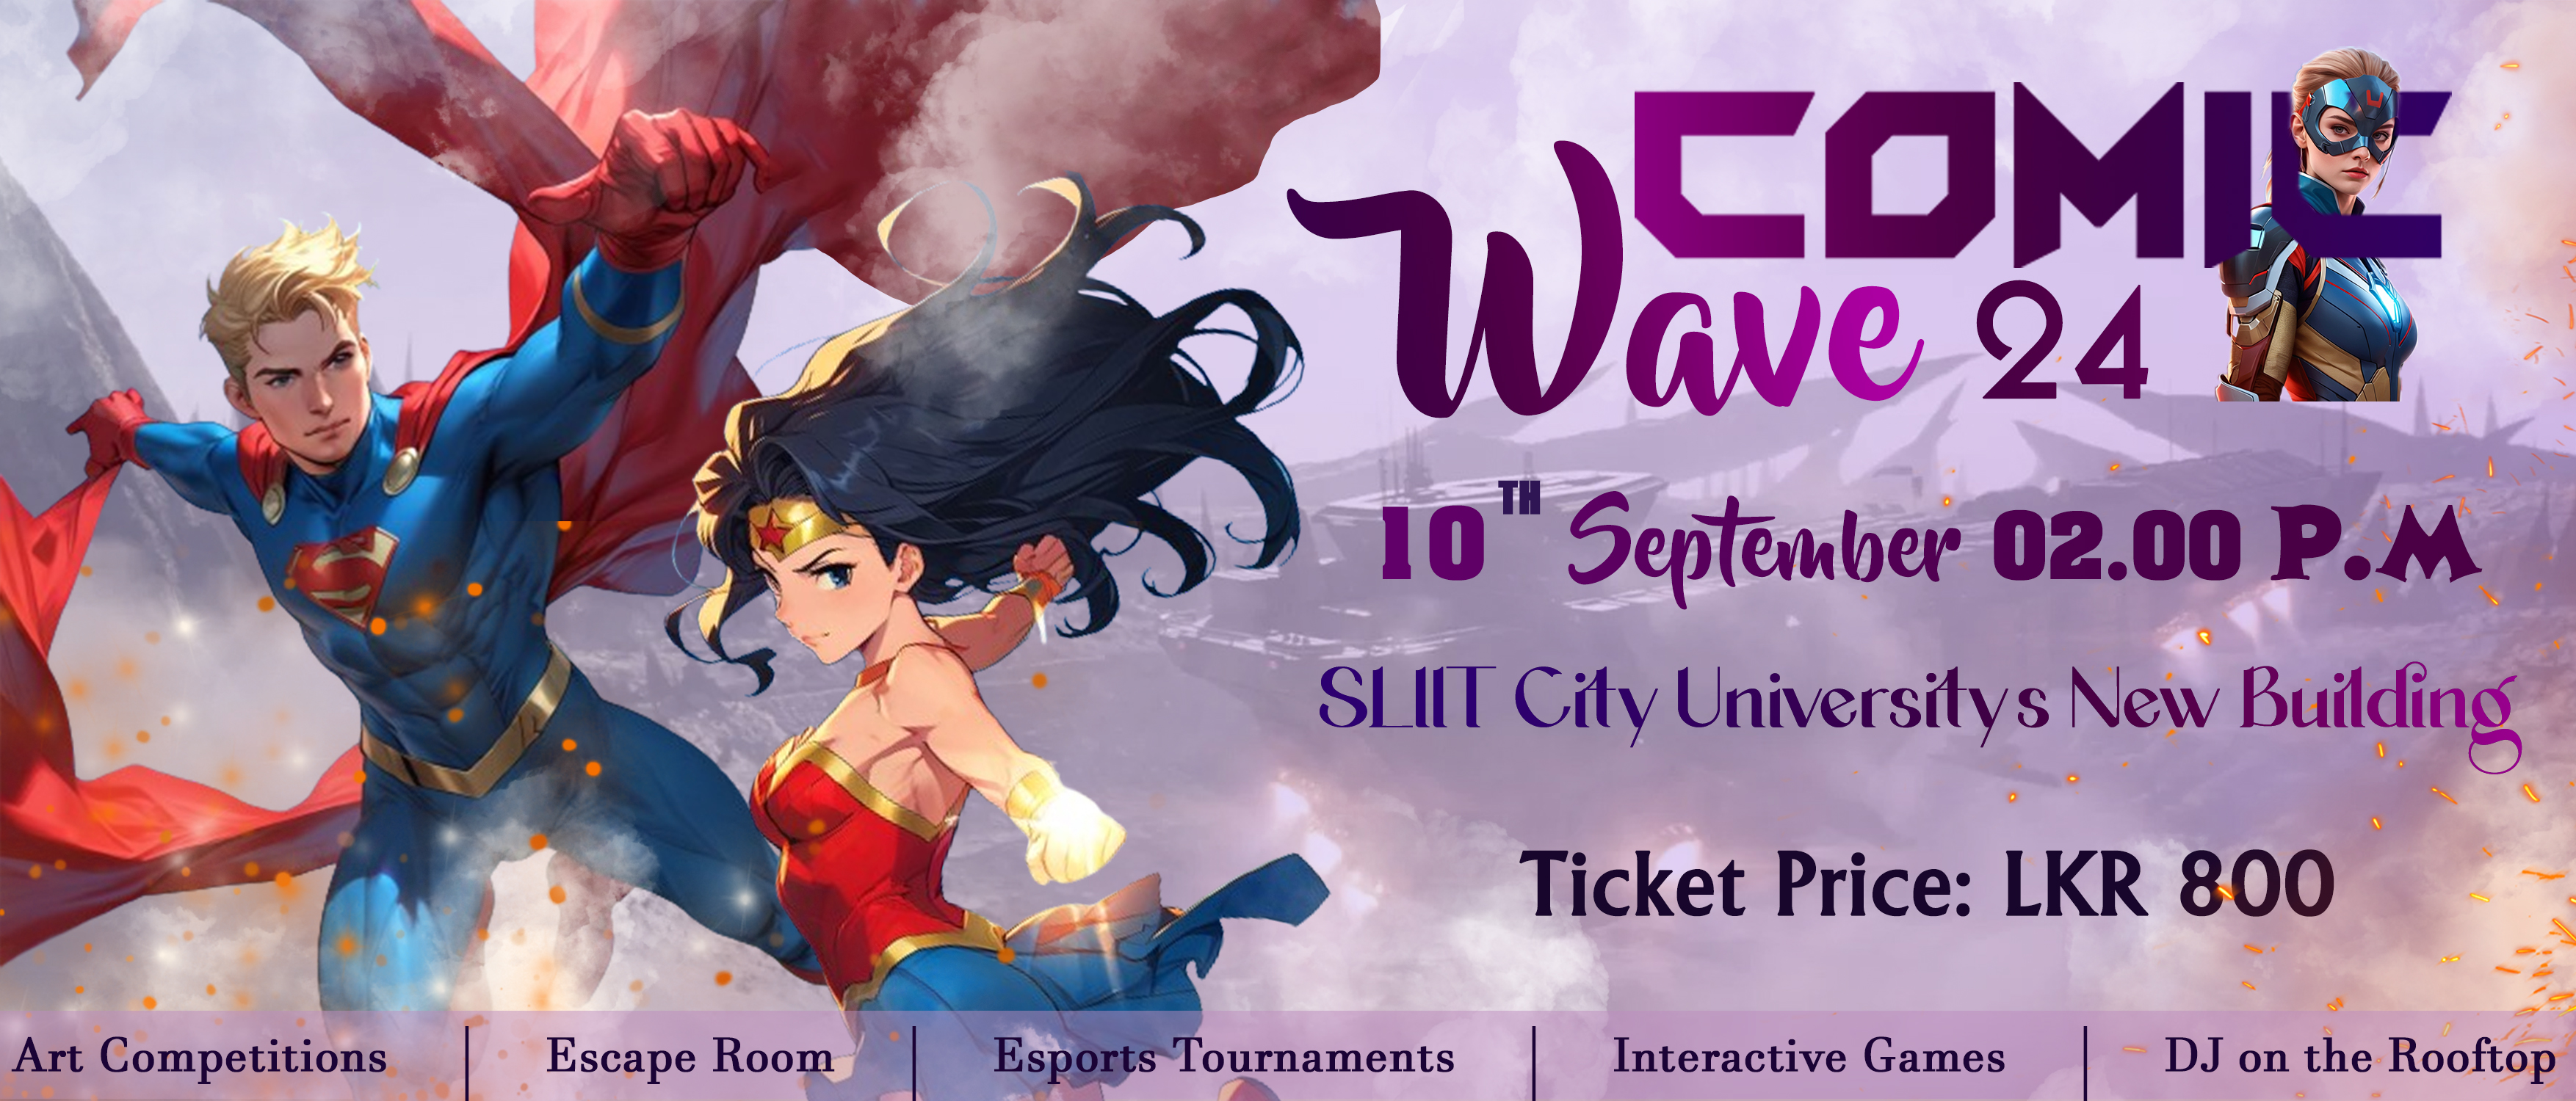 COMIC
Wave 24
10TH September 02.00 P.M
SLIIT City University's New Building
Ticket Price: LKR 800
Art Competitions | Escape Room | Esports Tournaments | Interactive Games | DJ on the Rooftop